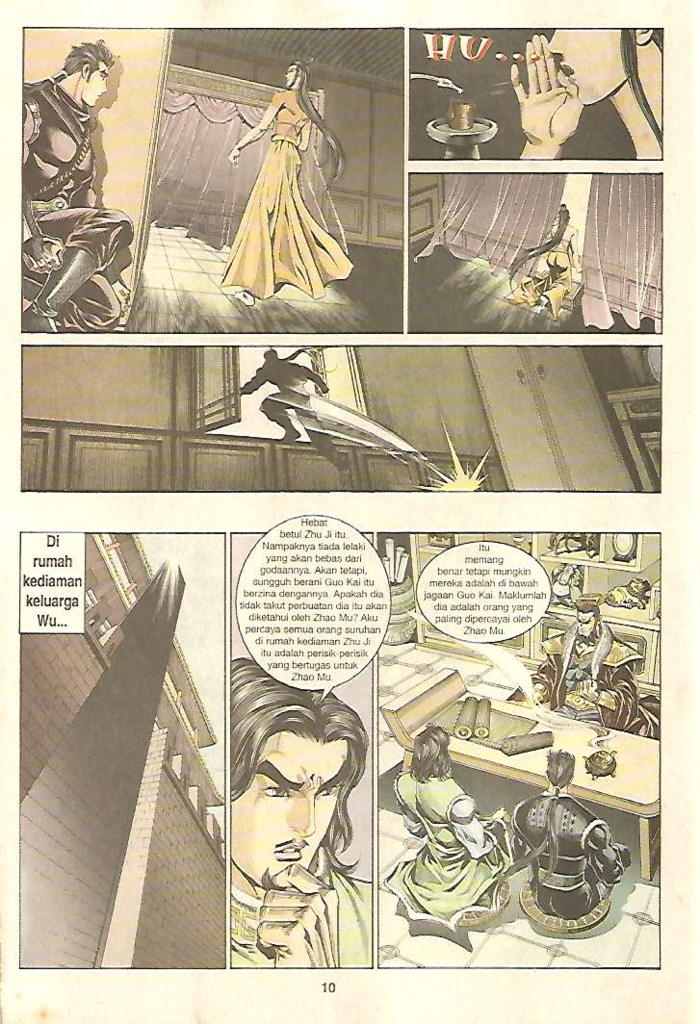 HU...
Di
rumah
kediaman
keluarga
Wu...
Hebat
betul Zhu Ji itu.
Nampaknya tiada lelaki
yang akan bebas dari
godaannya. Akan tetapi,
sungguh berani Guo Kai itu
berzina dengannya. Apakah dia
tidak takut perbuatan dia itu akan
diketahui oleh Zhao Mu? Aku
percaya semua orang suruhan
di rumah kediaman Zhu Ji
itu adalah perisik-perisik
yang bertugas untuk
Zhao Mu.
Itu
memang
benar tetapi mungkin
mereka adalah di bawah
jagaan Guo Kai. Maklumlah
dia adalah orang yang
paling dipercayai oleh
Zhao Mu.
10